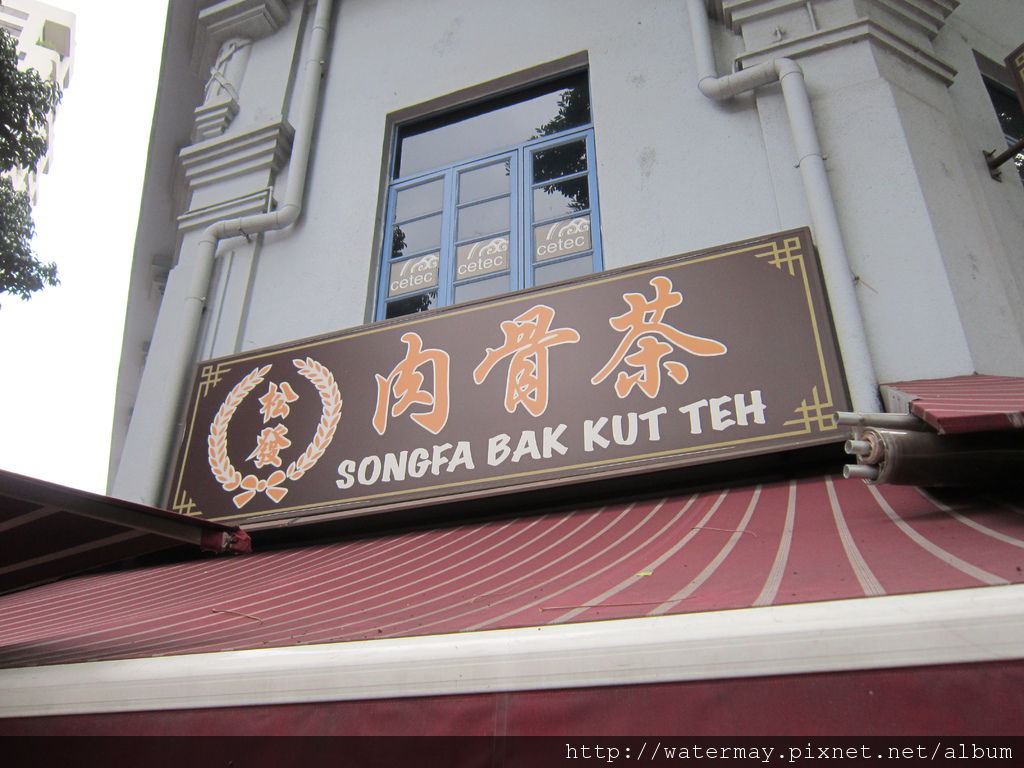 cetec cetec cetec
松發
肉骨茶
SONGFA BAK KUT TEH
http://watermay.pixnet.net/album